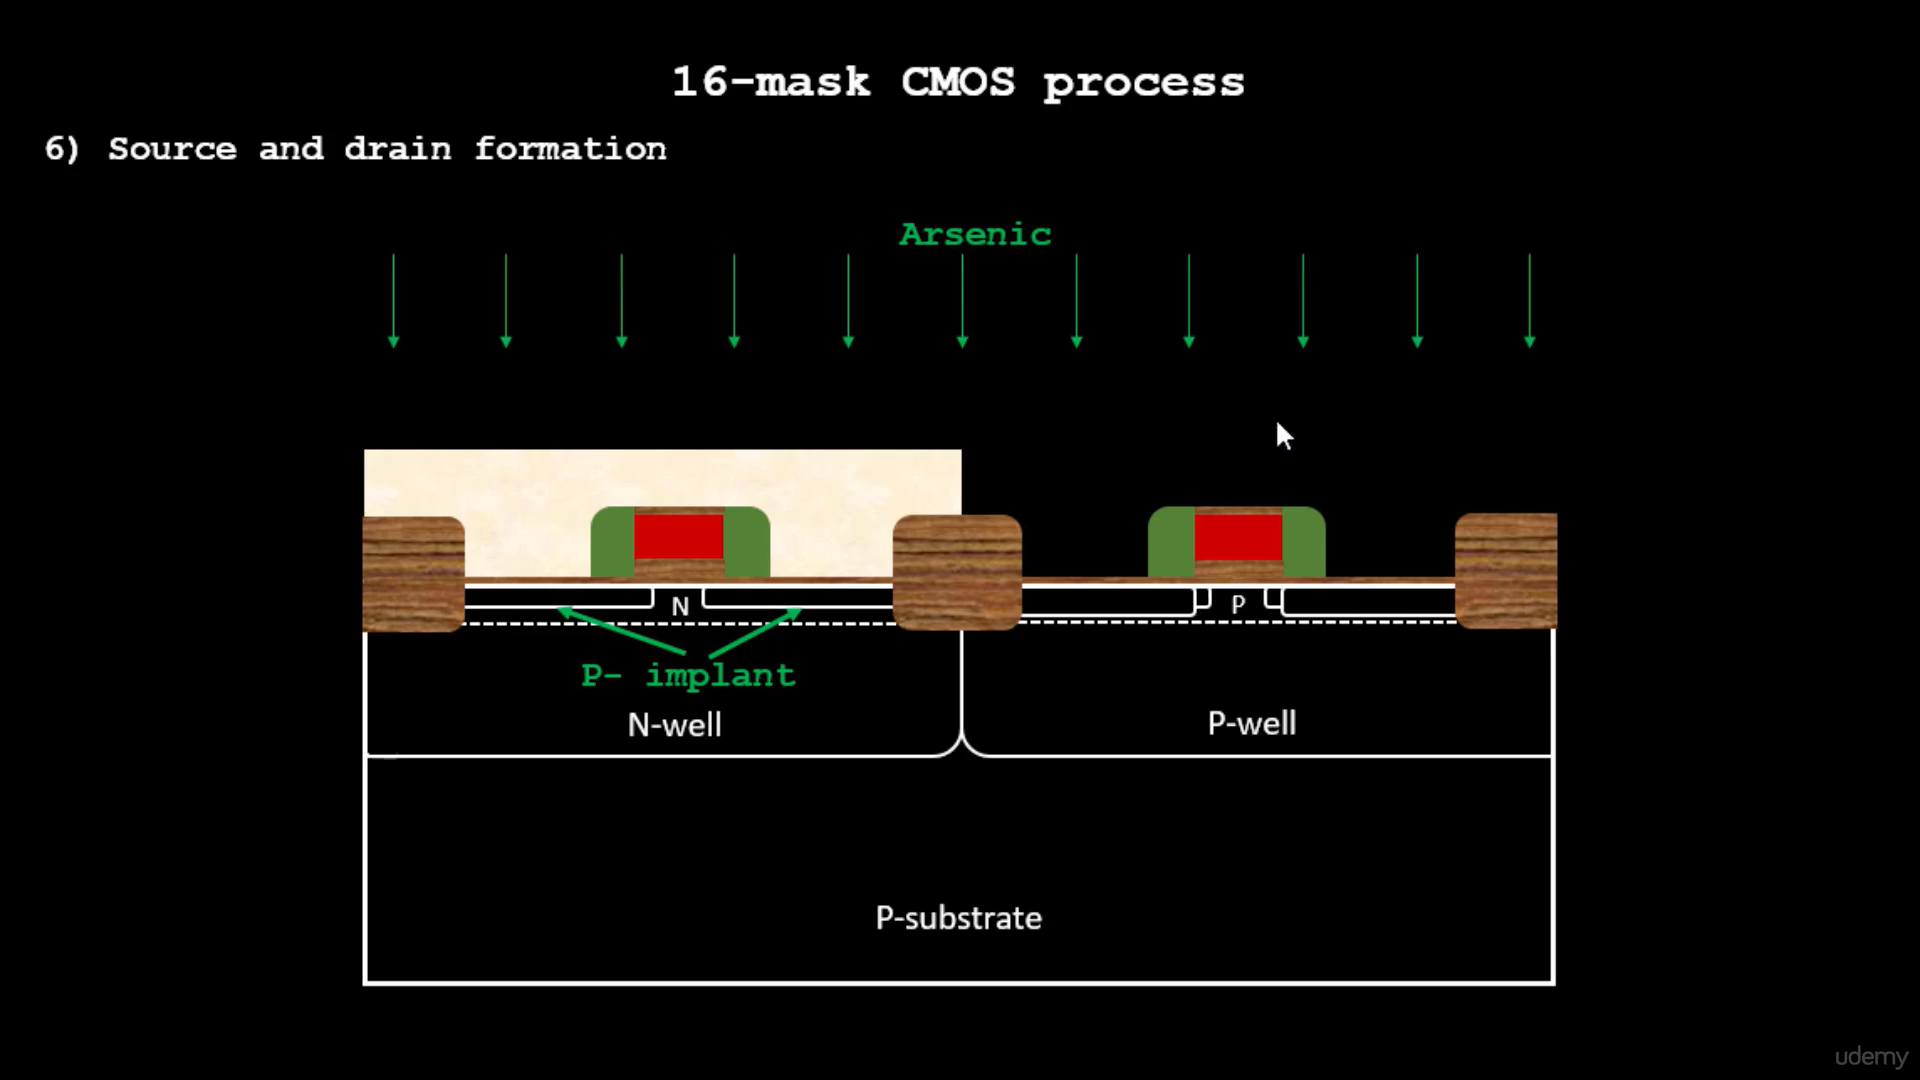 16-mask CMOS process
6) Source and drain formation
Arsenic
N
P
P- implant
N-well
P-well
P-substrate
udemy